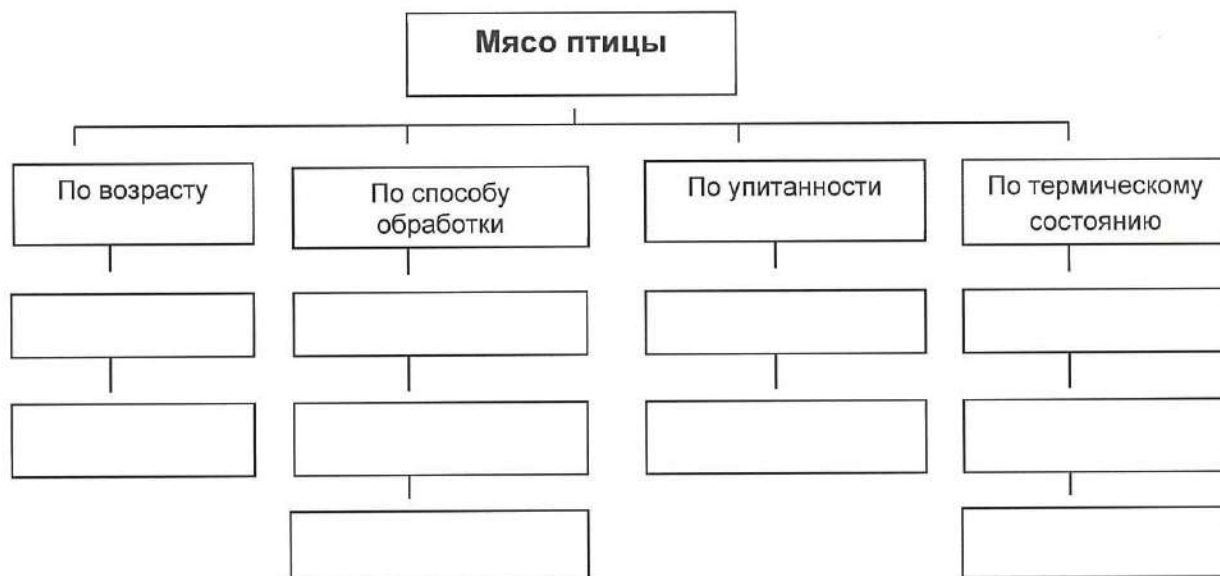 Мясо птицы
По возрасту
По способу
обработки
По упитанности
По термическому
состоянию